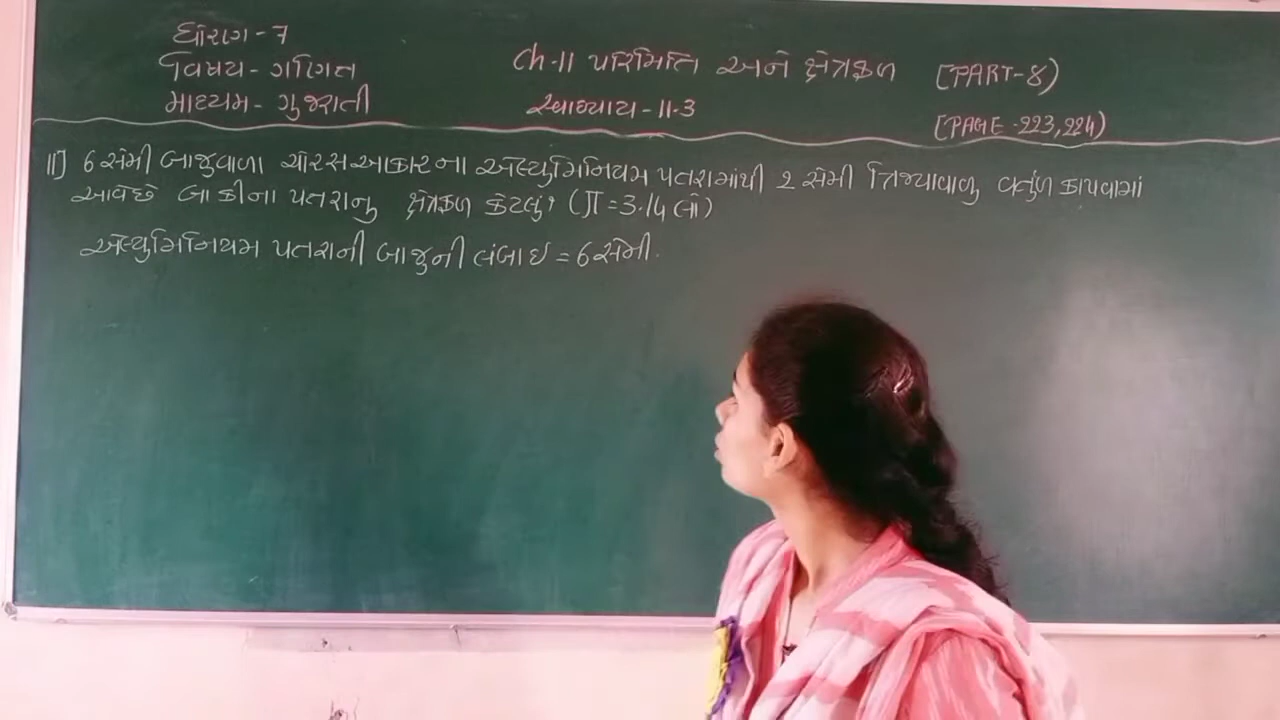 ધોરણ-7
વિષય- ગણિત
માધ્યમ- ગુજરાતી
Ch-11 પરિમિતિ અને ક્ષેત્રફળ
સ્વાધ્યાય-11.3
[PART-8)
[PAGE-223,224)
11] 6 સેમી બાજુવાળા ચોરસઆકારના એલ્યુમિનિયમ પતરામાંથી 2 સેમી ત્રિજ્યાવાળુ વર્તુળ કાપવામાં
આવેછે બાકીના પતરાનુ ક્ષેત્રફળ કેટલું? (π=3.14 લો)
એલ્યુમિનિયમ પતરાની બાજુની લંબાઇ = 6 સેમી.